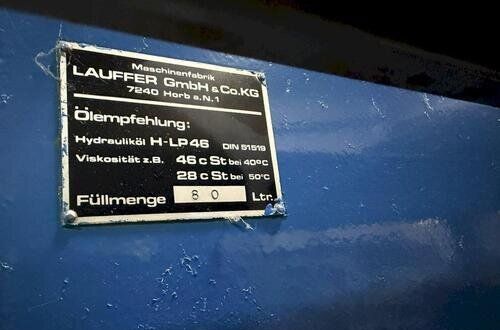 Maschinenfabrik
LAUFFER GmbH & Co.KG
7240 Horb a.N.1
Ölempfehlung:
Hydrauliköl H-LP46 DIN 51519
Viskosität z.B. 46 c St bei 40°C
28 c St bei 50°C
Füllmenge 80 Ltr.